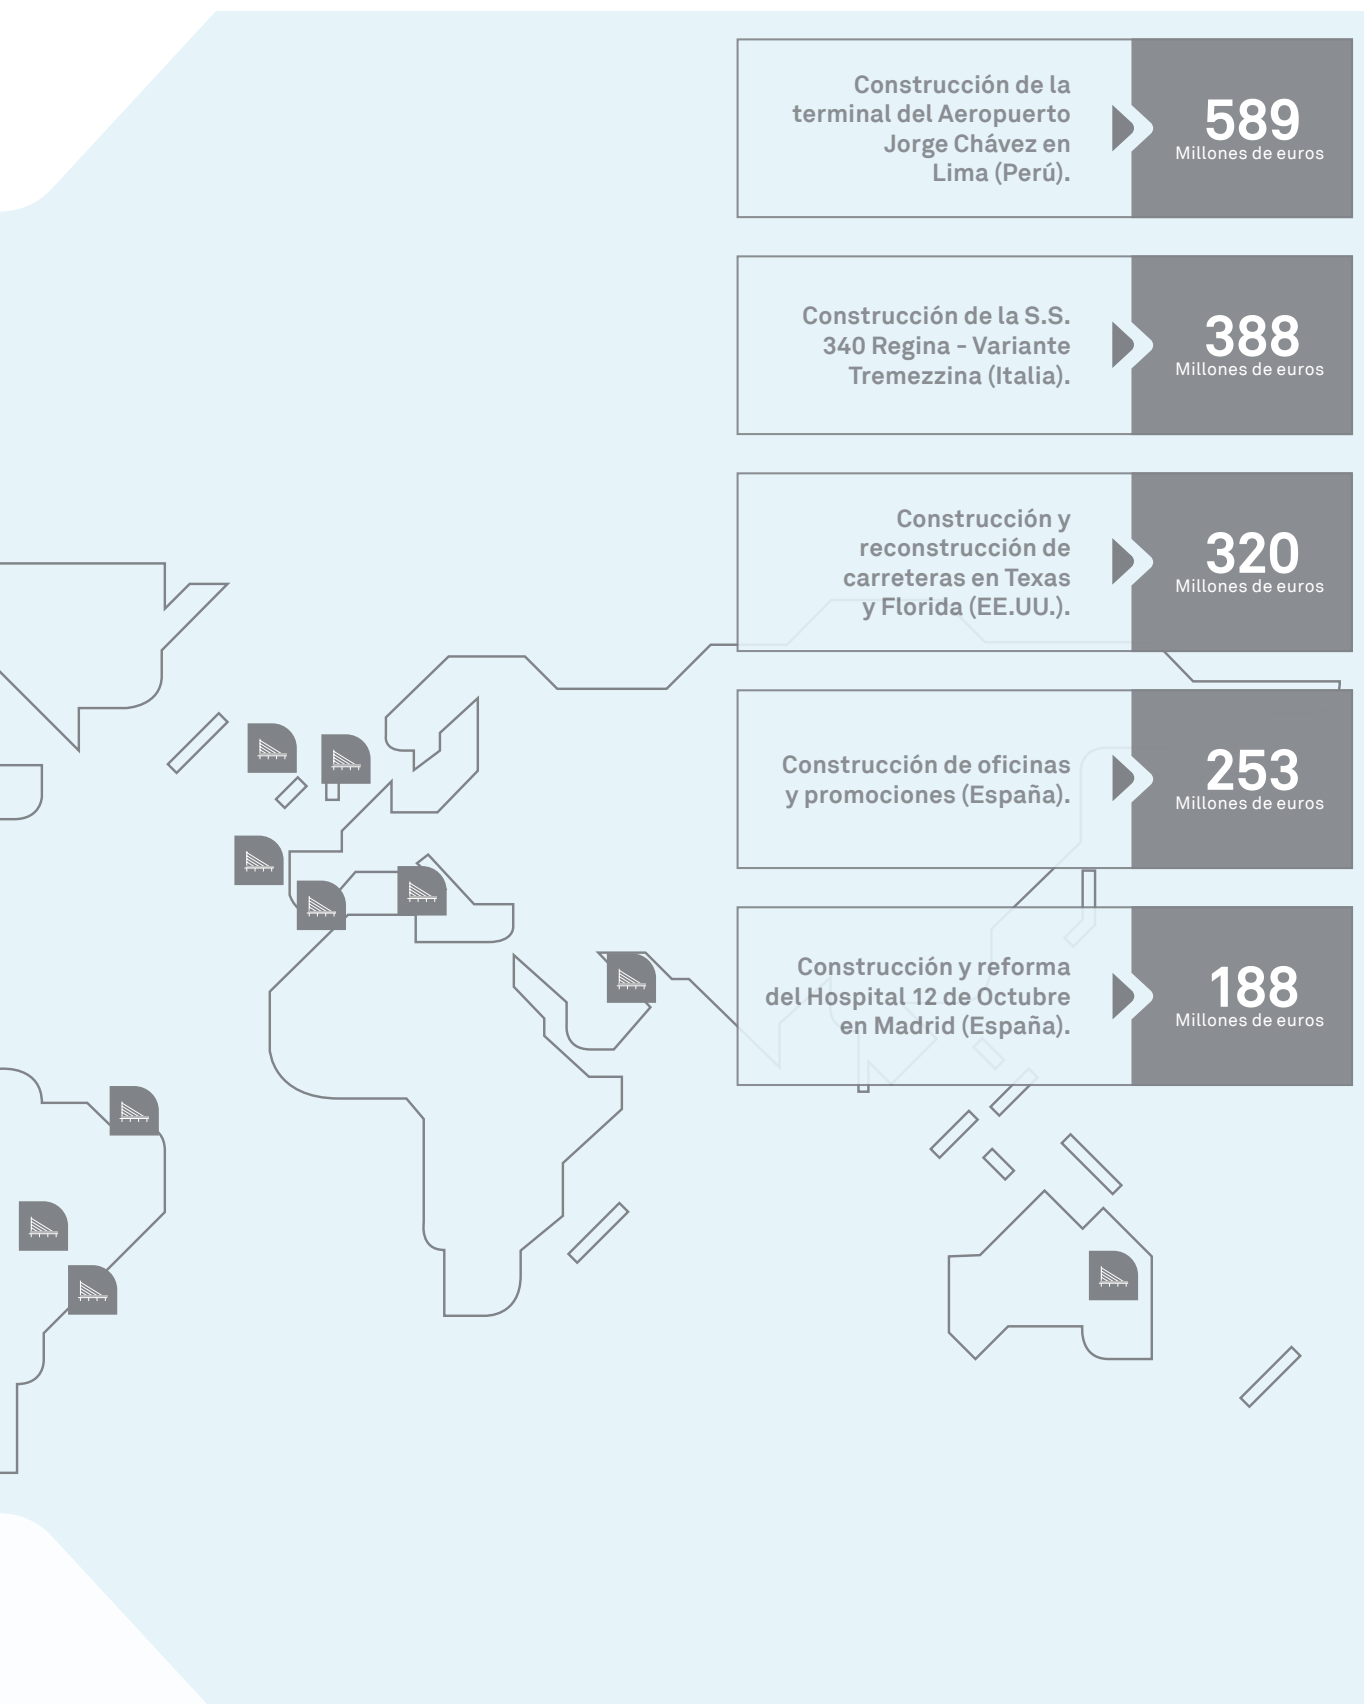 Construcción de la
terminal del Aeropuerto
Jorge Chávez en
Lima (Perú).
589
Millones de euros
Construcción de la S.S.
340 Regina - Variante
Tremezzina (Italia).
388
Millones de euros
Construcción y
reconstrucción de
carreteras en Texas
y Florida (EE.UU.).
320
Millones de euros
Construcción de oficinas
y promociones (España).
253
Millones de euros
Construcción y reforma
del Hospital 12 de Octubre
en Madrid (España).
188
Millones de euros